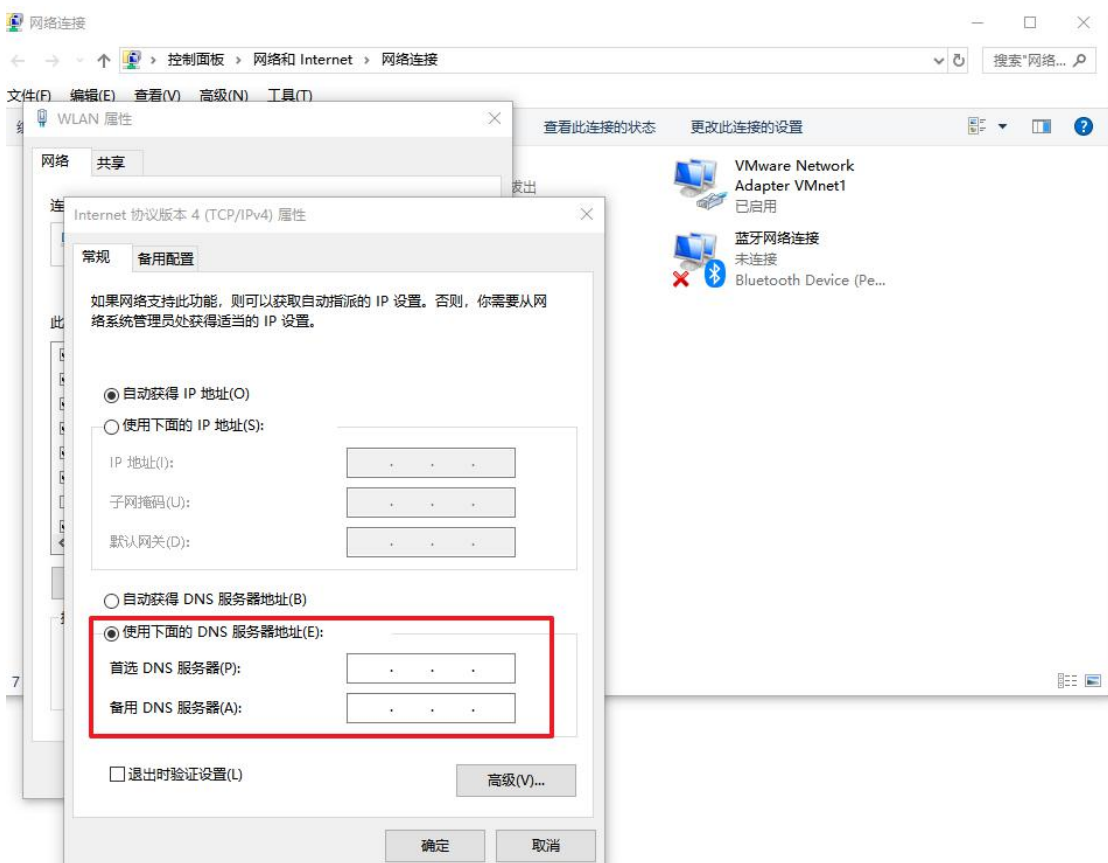 网络连接
控制面板 › 网络和 Internet › 网络连接
搜索"网络...
文件(F) 编辑(E) 查看(V) 高级(N) 工具(T)
WLAN 属性
查看此连接的状态 更改此连接的设置
网络 共享
拔出
VMware Network
Adapter VMnet1
已启用
蓝牙网络连接
未连接
Bluetooth Device (Pe...
连
Internet 协议版本 4 (TCP/IPv4) 属性
常规 备用配置
如果网络支持此功能，则可以获取自动指派的 IP 设置。否则，你需要从网
络系统管理员处获得适当的 IP 设置。
此
自动获得 IP 地址(O)
使用下面的 IP 地址(S):
IP 地址(I):
子网掩码(U):
默认网关(D):
自动获得 DNS 服务器地址(B)
使用下面的 DNS 服务器地址(E):
首选 DNS 服务器(P):
备用 DNS 服务器(A):
7
退出时验证设置(L)
高级(V)...
确定 取消